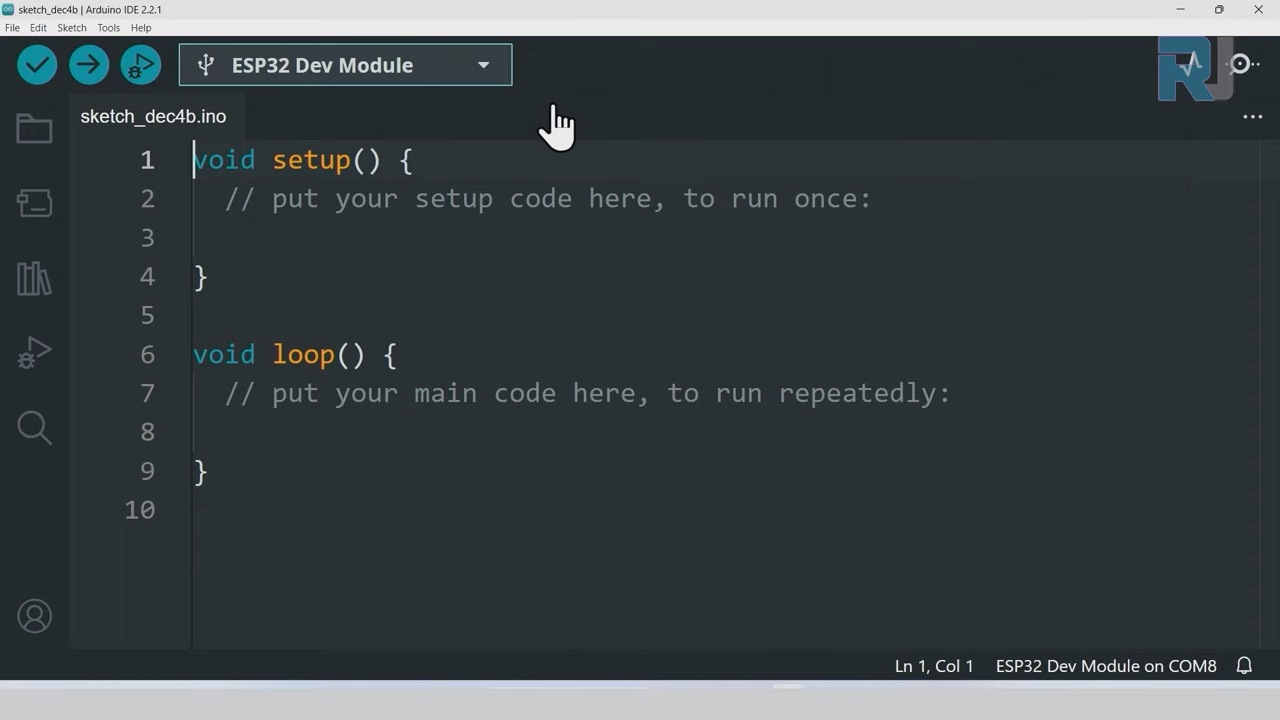 sketch_dec4b | Arduino IDE 2.2.1
File Edit Sketch Tools Help
ESP32 Dev Module
RJ
sketch_dec4b.ino
1 void setup() {
2 // put your setup code here, to run once:
3
4 }
5
6 void loop() {
7 // put your main code here, to run repeatedly:
8
9 }
10
Ln 1, Col 1 ESP32 Dev Module on COM8